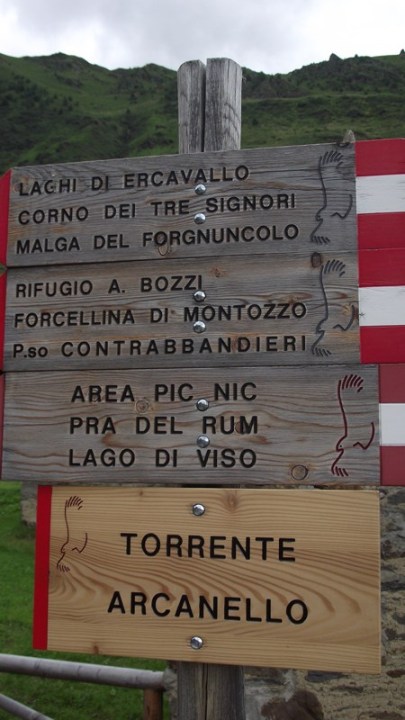 LAGHI DI ERCAVALLO
CORNO DEI TRE SIGNORI
MALGA DEL FORGNUNCOLO
RIFUGIO A. BOZZI
FORCELLINA DI MONTOZZO
P.so CONTRABBANDIERI
AREA PIC NIC
PRA DEL RUM
LAGO DI VISO
TORRENTE
ARCANELLO